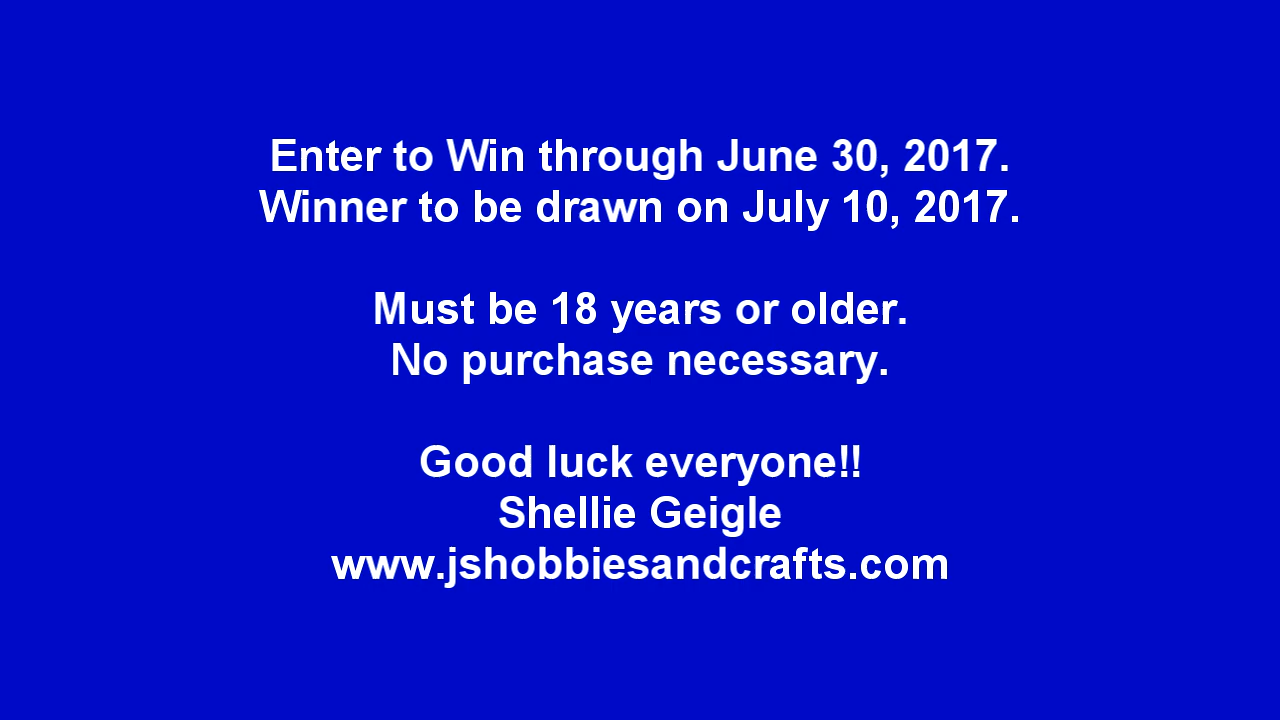 Enter to Win through June 30, 2017.
Winner to be drawn on July 10, 2017.
Must be 18 years or older.
No purchase necessary.
Good luck everyone!!
Shellie Geigle
www.jshobbiesandcrafts.com